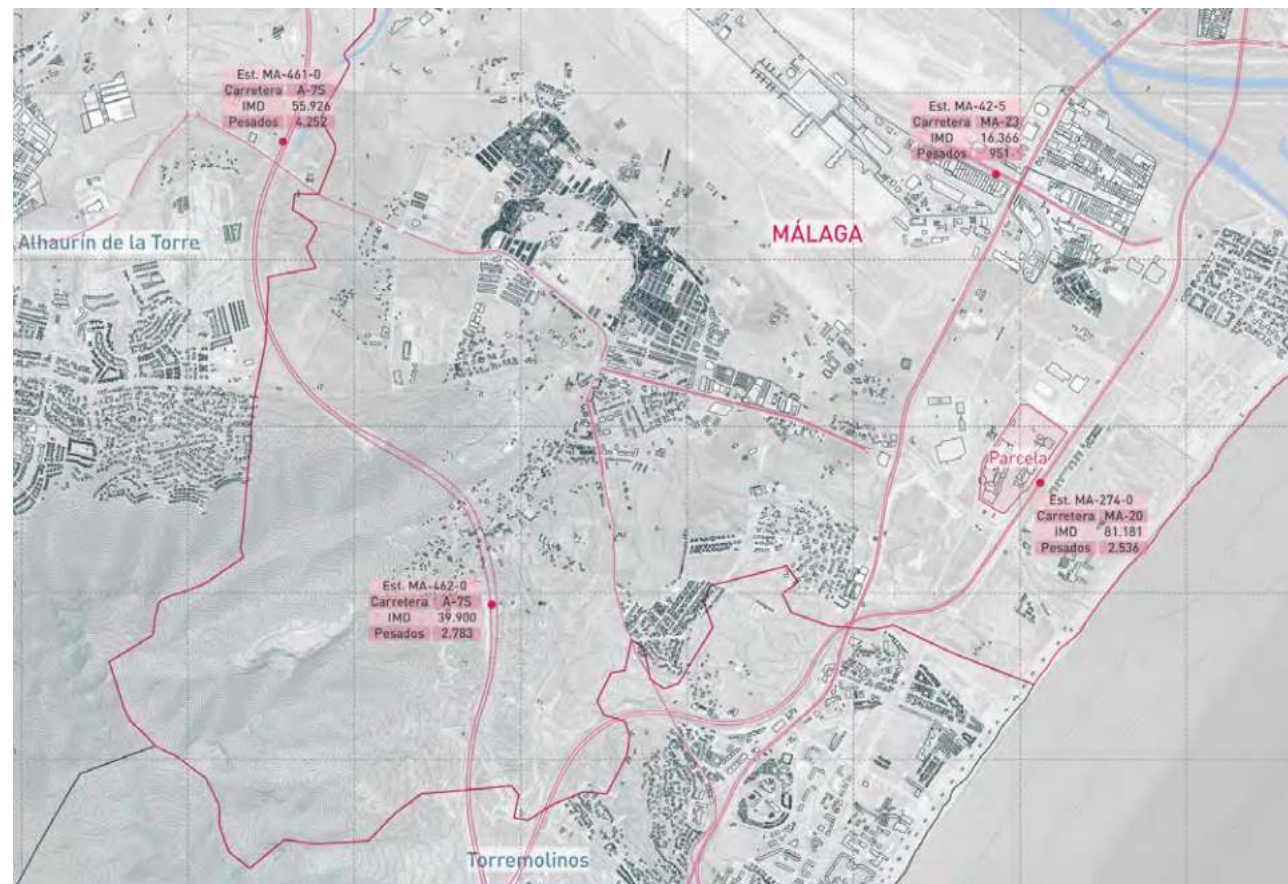 Est. MA-461-0
Carretera A-7S
IMD 55.926
Pesados 4.252
Est. MA-42-5
Carretera MA-23
IMD 16.366
Pesados 951
Alhaurín de la Torre
MÁLAGA
Parcela
Est. MA-274-0
Carretera MA-20
IMD 81.181
Pesados 2.536
Est. MA-462-0
Carretera A-7S
IMD 39.900
Pesados 2.783
Torremolinos